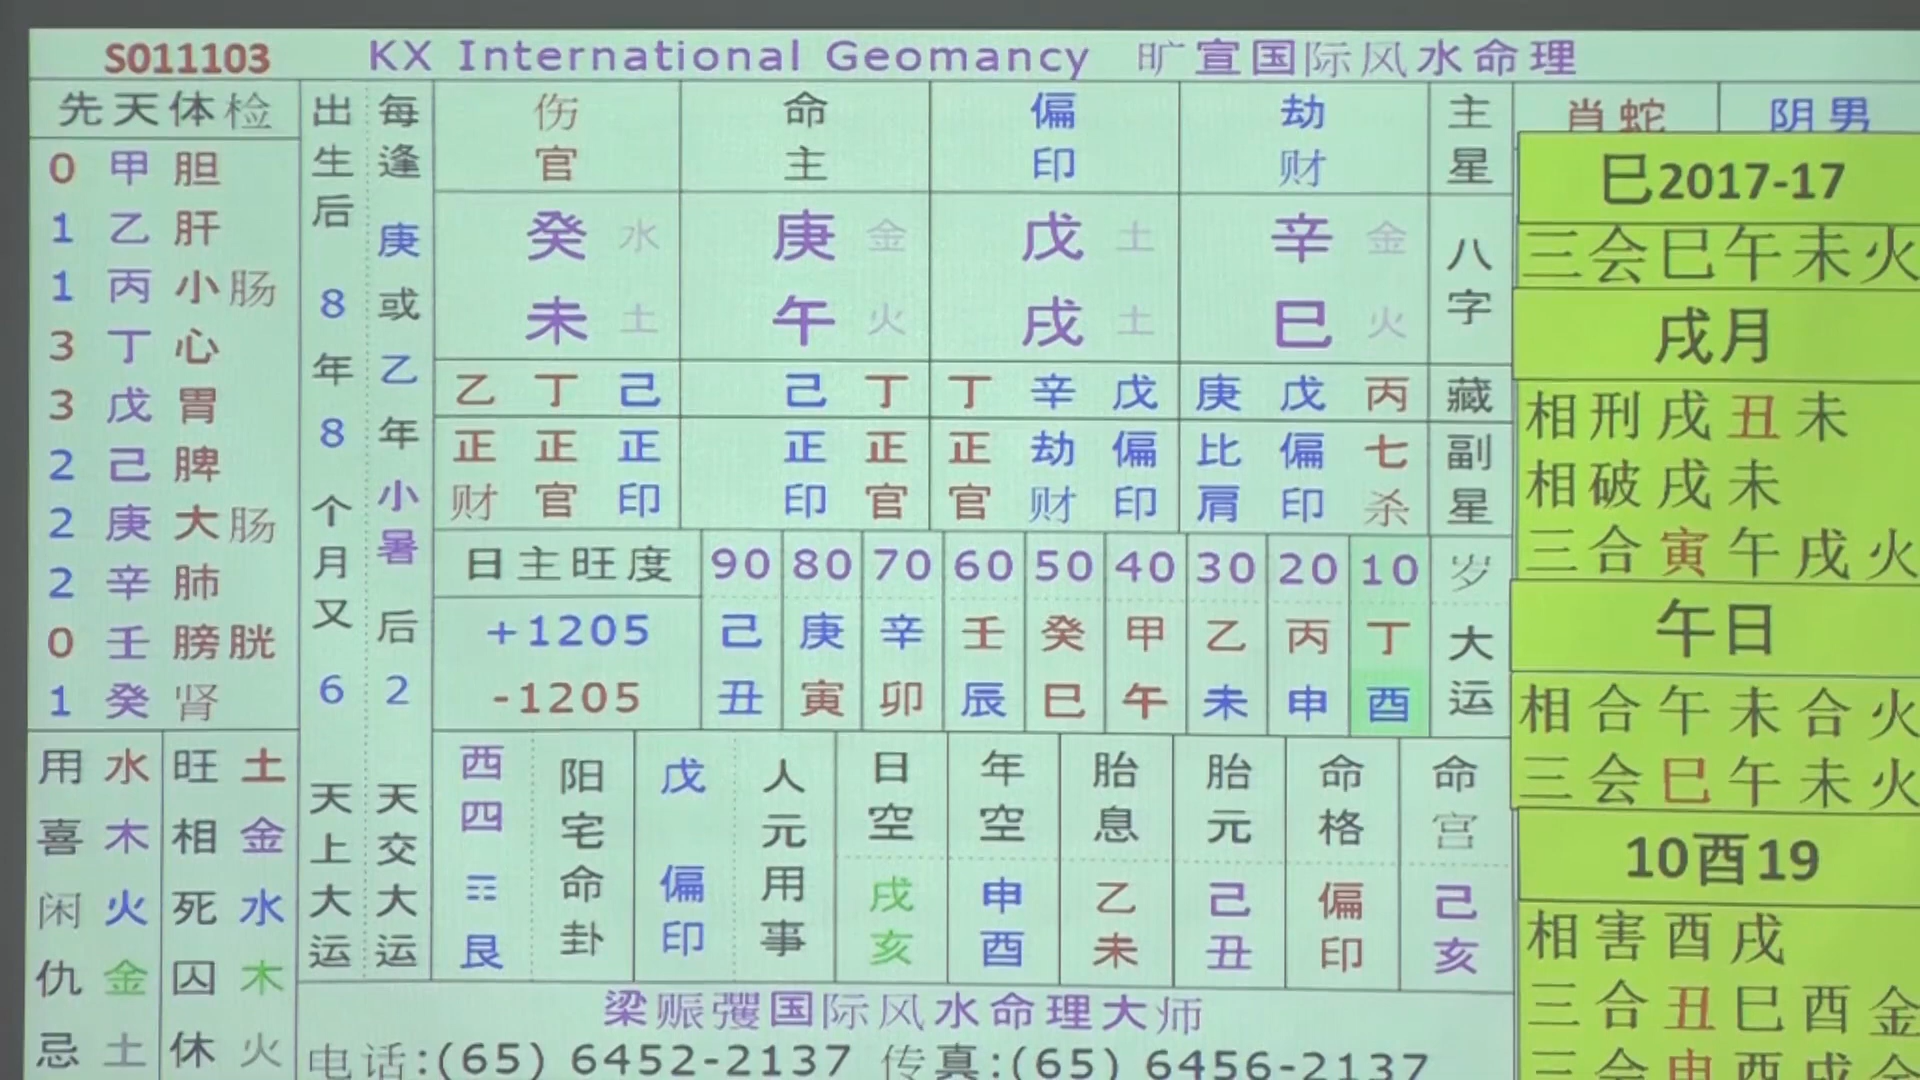 S011103 KX International Geomancy 旷宣国际风水命理
先天体检
0 甲 胆
1 乙 肝
1 丙 小肠
3 丁 心
3 戊 胃
2 己 脾
2 庚 大肠
2 辛 肺
0 壬 膀胱
1 癸 肾
用 水 旺 土
喜 木 相 金
闲 火 死 水
仇 金 囚 木
忌 土 休 火
出生后 8 年 8 个月又 6 天上大运
每逢庚或乙年小暑后 2 天交大运
伤官 命主 偏印 劫财 主星
癸 水 庚 金 戊 土 辛 金 八字
未 土 午 火 戌 土 巳 火
乙 丁 己 己 丁 丁 辛 戊 庚 戊 丙 藏
正财 正官 正印 正印 正官 正官 劫财 偏印 比肩 偏印 七杀 副星
日主旺度 90 80 70 60 50 40 30 20 10 岁
+1205 己 庚 辛 壬 癸 甲 乙 丙 丁 大运
-1205 丑 寅 卯 辰 巳 午 未 申 酉
西四 ☶ 艮 阳宅命卦 戊 偏印 人元用事 日空 年空 胎息 胎元 命格 命宫
戌亥 申酉 乙未 己丑 偏印 己亥
国际风水命理大师
电话:(65) 6452-2137 传真:(65) 6456-2137
肖蛇 阴男
巳2017-17
三会巳午未火
戌月
相刑戌丑未
相破戌未
三合寅午戌火
午日
相合午未合火
三会巳午未火
10酉19
相害酉戌
三合丑巳酉金
三会申酉戌金